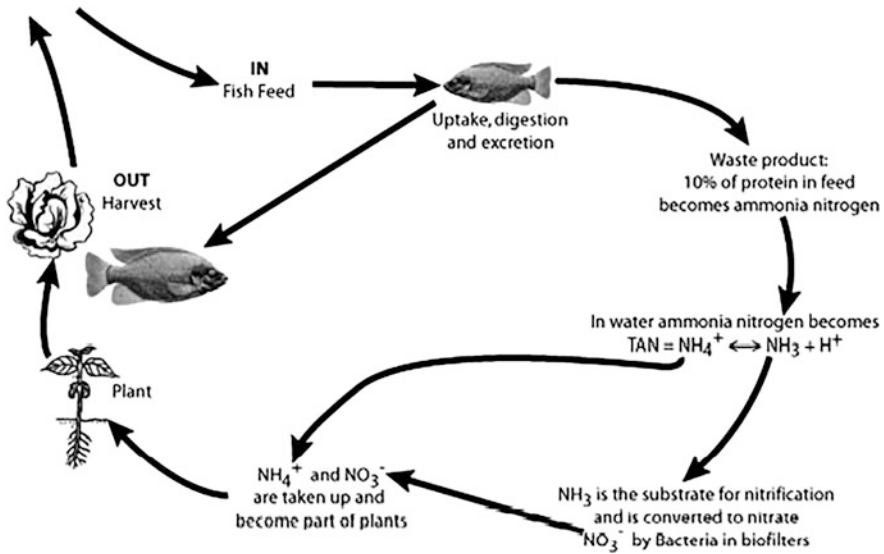 IN
Fish Feed
Uptake, digestion
and excretion
Waste product:
10% of protein in feed
becomes ammonia nitrogen
In water ammonia nitrogen becomes
TAN = NH₄⁺ ⟺ NH₃ + H⁺
NH₃ is the substrate for nitrification
and is converted to nitrate
NO₃⁻ by Bacteria in biofilters
NH₄⁺ and NO₃⁻
are taken up and
become part of plants
Plant
OUT
Harvest